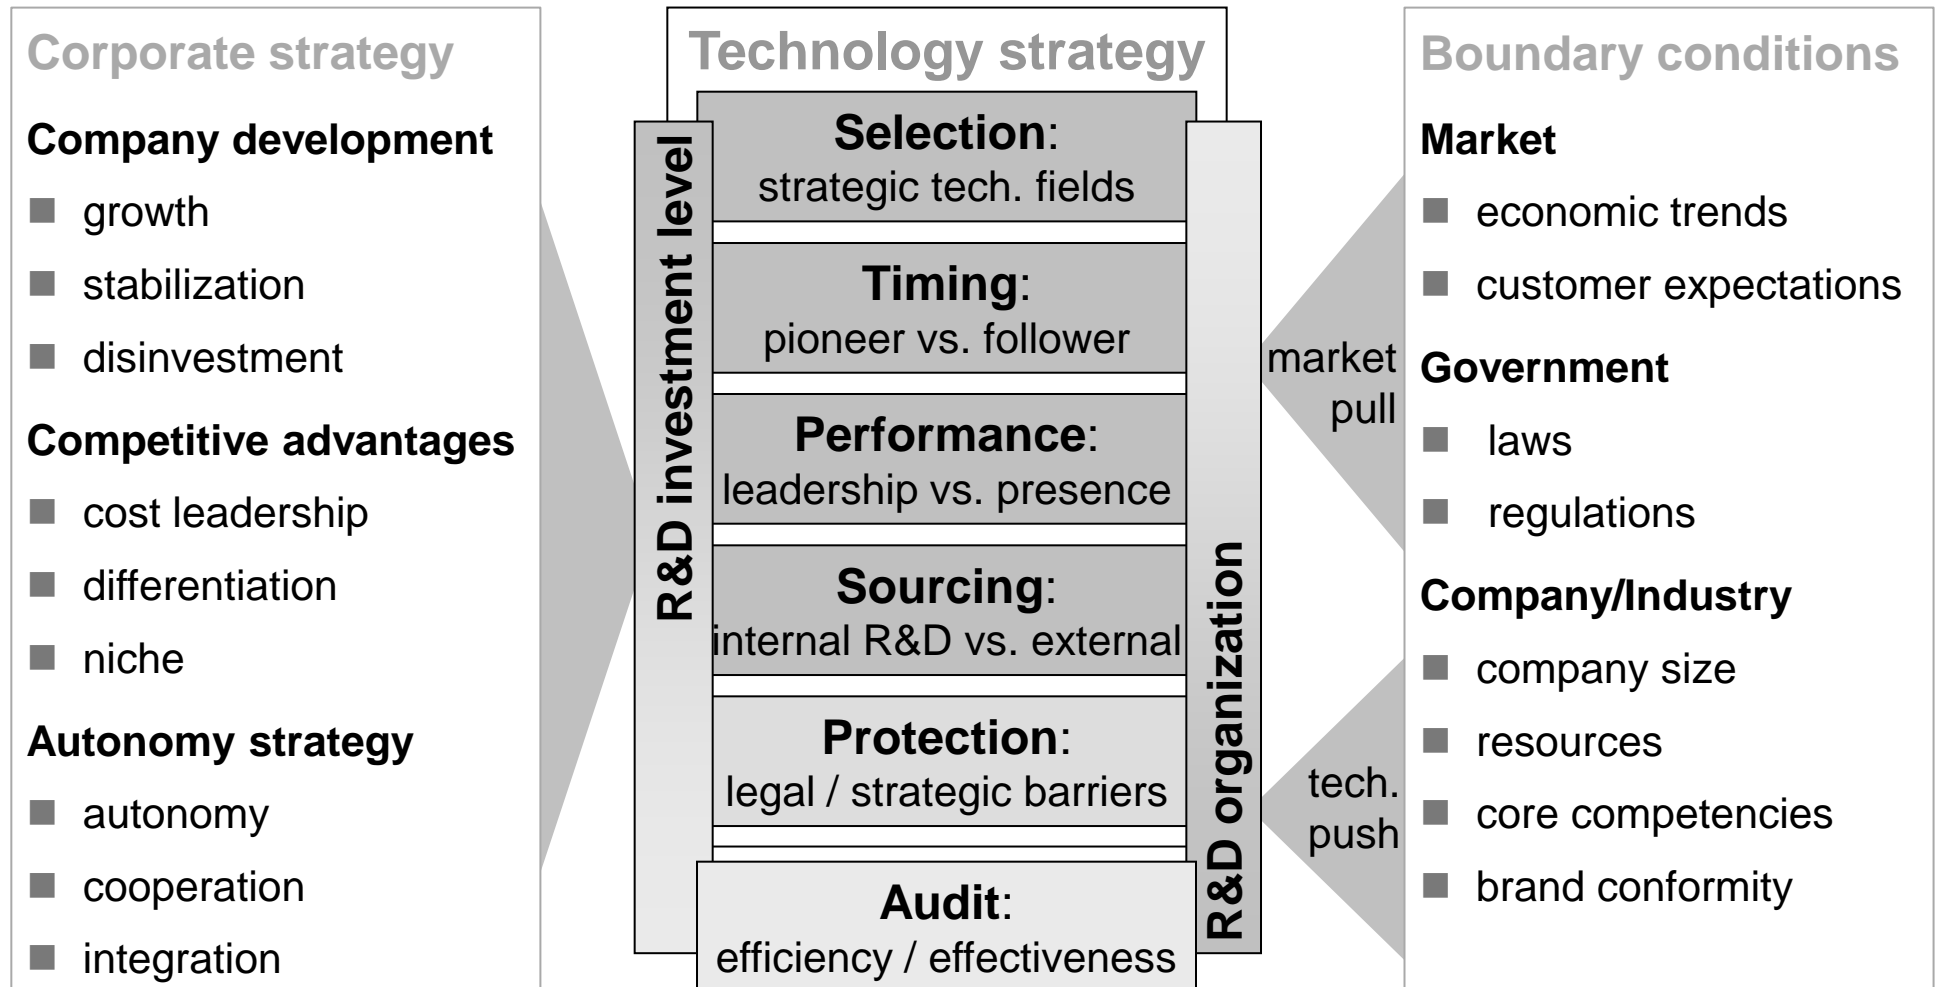 Corporate strategy
Company development
growth
stabilization
disinvestment
Competitive advantages
cost leadership
differentiation
niche
Autonomy strategy
autonomy
cooperation
integration
Technology strategy
R&D investment level
Selection:
strategic tech. fields
Timing:
pioneer vs. follower
Performance:
leadership vs. presence
Sourcing:
internal R&D vs. external
Protection:
legal / strategic barriers
Audit:
efficiency / effectiveness
R&D organization
market
pull
tech.
push
Boundary conditions
Market
economic trends
customer expectations
Government
laws
regulations
Company/Industry
company size
resources
core competencies
brand conformity